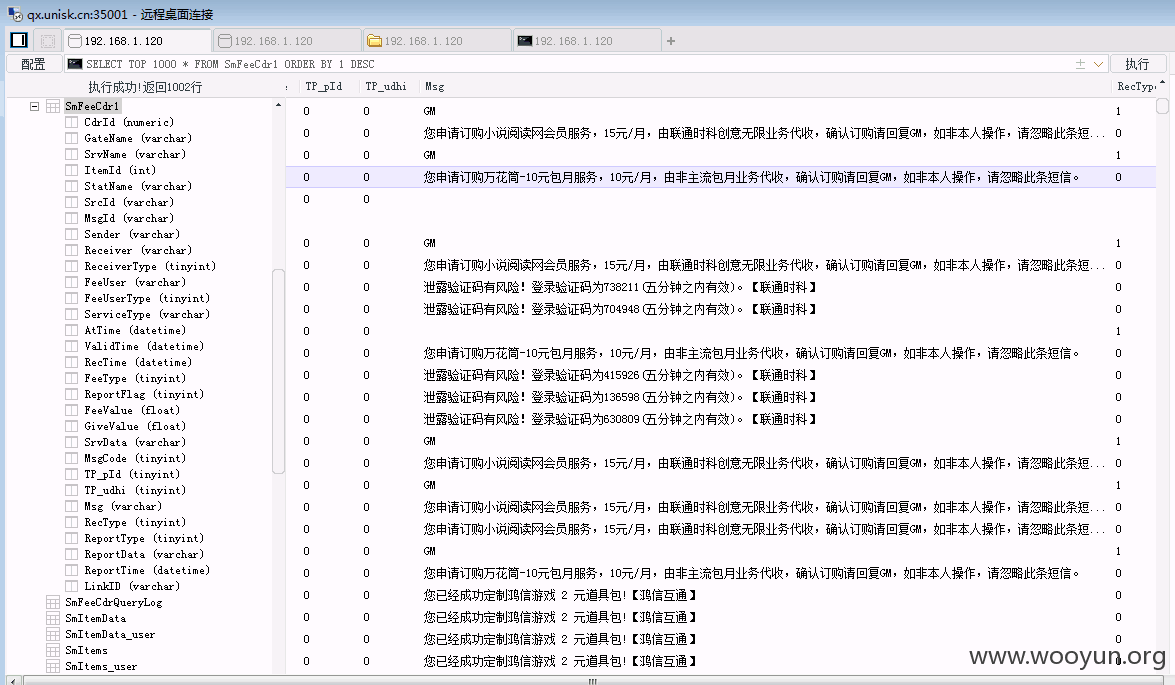 qx.unisk.cn:35001 - 远程桌面连接
192.168.1.120 192.168.1.120 192.168.1.120 192.168.1.120 +
配置 SELECT TOP 1000 * FROM SmFeeCdr1 ORDER BY 1 DESC 执行
执行成功!返回1002行
SmFeeCdr1
CdrId (numeric)
GateName (varchar)
SrvName (varchar)
ItemId (int)
StatName (varchar)
SrcId (varchar)
MsgId (varchar)
Sender (varchar)
Receiver (varchar)
ReceiverType (tinyint)
FeeUser (varchar)
FeeUserType (tinyint)
ServiceType (varchar)
AtTime (datetime)
ValidTime (datetime)
RecTime (datetime)
FeeType (tinyint)
ReportFlag (tinyint)
FeeValue (float)
GiveValue (float)
SrvData (varchar)
MsgCode (tinyint)
TP_pId (tinyint)
TP_udhi (tinyint)
Msg (varchar)
RecType (tinyint)
ReportType (tinyint)
ReportData (varchar)
ReportTime (datetime)
LinkID (varchar)
SmFeeCdrQueryLog
SmItemData
SmItemData_user
SmItems
SmItems_user
TP_pId TP_udhi Msg RecType
0 0 GM 1
0 0 您申请订购小说阅读网会员服务，15元/月，由联通时科创意无限业务代收，确认订购请回复GM，如非本人操作，请忽略此条短... 0
0 0 GM 1
0 0 您申请订购万花筒-10元包月服务，10元/月，由非主流包月业务代收，确认订购请回复GM，如非本人操作，请忽略此条短信。 0
0 0
0 0 GM 1
0 0 您申请订购小说阅读网会员服务，15元/月，由联通时科创意无限业务代收，确认订购请回复GM，如非本人操作，请忽略此条短... 0
0 0 泄露验证码有风险！登录验证码为738211(五分钟之内有效)。【联通时科】 0
0 0 泄露验证码有风险！登录验证码为704948(五分钟之内有效)。【联通时科】 0
0 0 1
0 0 您申请订购万花筒-10元包月服务，10元/月，由非主流包月业务代收，确认订购请回复GM，如非本人操作，请忽略此条短信。 0
0 0 泄露验证码有风险！登录验证码为415926(五分钟之内有效)。【联通时科】 0
0 0 泄露验证码有风险！登录验证码为136598(五分钟之内有效)。【联通时科】 0
0 0 泄露验证码有风险！登录验证码为630809(五分钟之内有效)。【联通时科】 0
0 0 GM 1
0 0 您申请订购小说阅读网会员服务，15元/月，由联通时科创意无限业务代收，确认订购请回复GM，如非本人操作，请忽略此条短... 0
0 0 GM 1
0 0 您申请订购小说阅读网会员服务，15元/月，由联通时科创意无限业务代收，确认订购请回复GM，如非本人操作，请忽略此条短... 0
0 0 您申请订购小说阅读网会员服务，15元/月，由联通时科创意无限业务代收，确认订购请回复GM，如非本人操作，请忽略此条短... 0
0 0 GM 1
0 0 您申请订购万花筒-10元包月服务，10元/月，由非主流包月业务代收，确认订购请回复GM，如非本人操作，请忽略此条短信。 0
0 0 您已经成功定制鸿信游戏 2 元道具包!【鸿信互通】 0
0 0 您已经成功定制鸿信游戏 2 元道具包!【鸿信互通】 0
0 0 您已经成功定制鸿信游戏 2 元道具包!【鸿信互通】 0
0 0 您已经成功定制鸿信游戏 2 元道具包!【鸿信互通】 0
www.wooyun.org